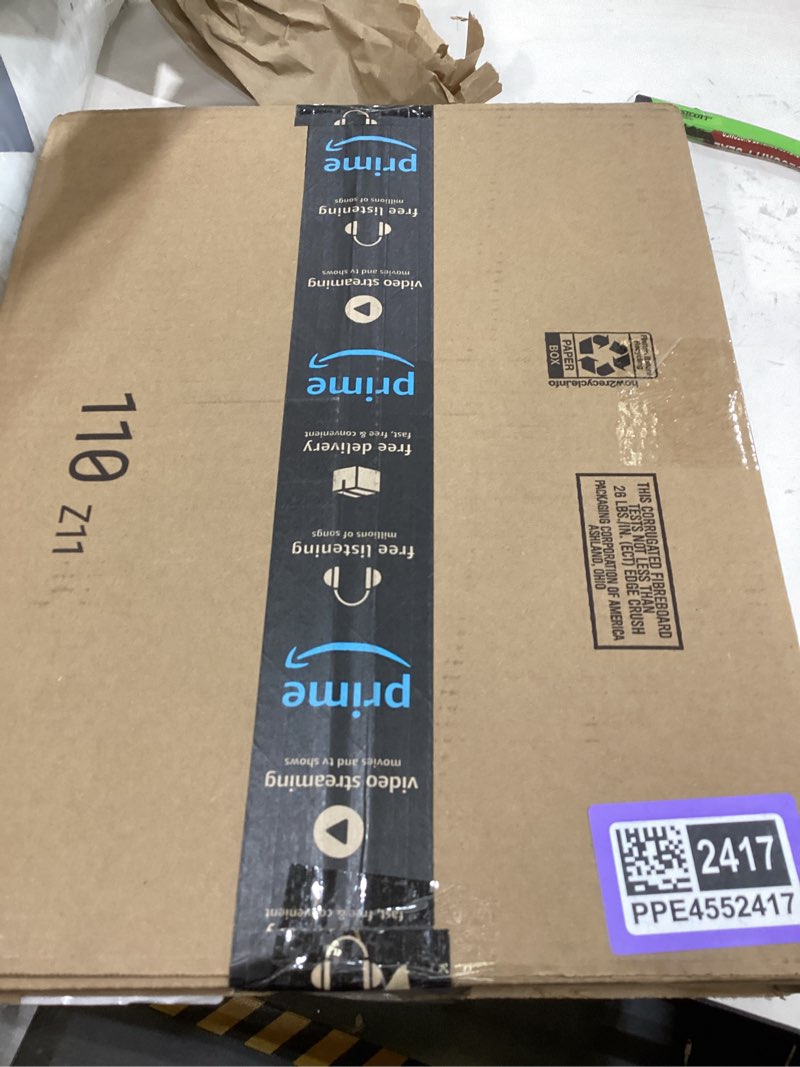 prime
millions of songs
free listening
movies and tv shows
video streaming
prime
fast, free & convenient
free delivery
millions of songs
free listening
prime
movies and tv shows
video streaming
fast, free & convenient
110 Z11
PAPER
BOX
how2recycle.info
THIS CORRUGATED FIBREBOARD
TESTS NOT LESS THAN
26 LBS./IN. (ECT) EDGE CRUSH
PACKAGING CORPORATION OF AMERICA
ASHLAND, OHIO
2417
PPE4552417